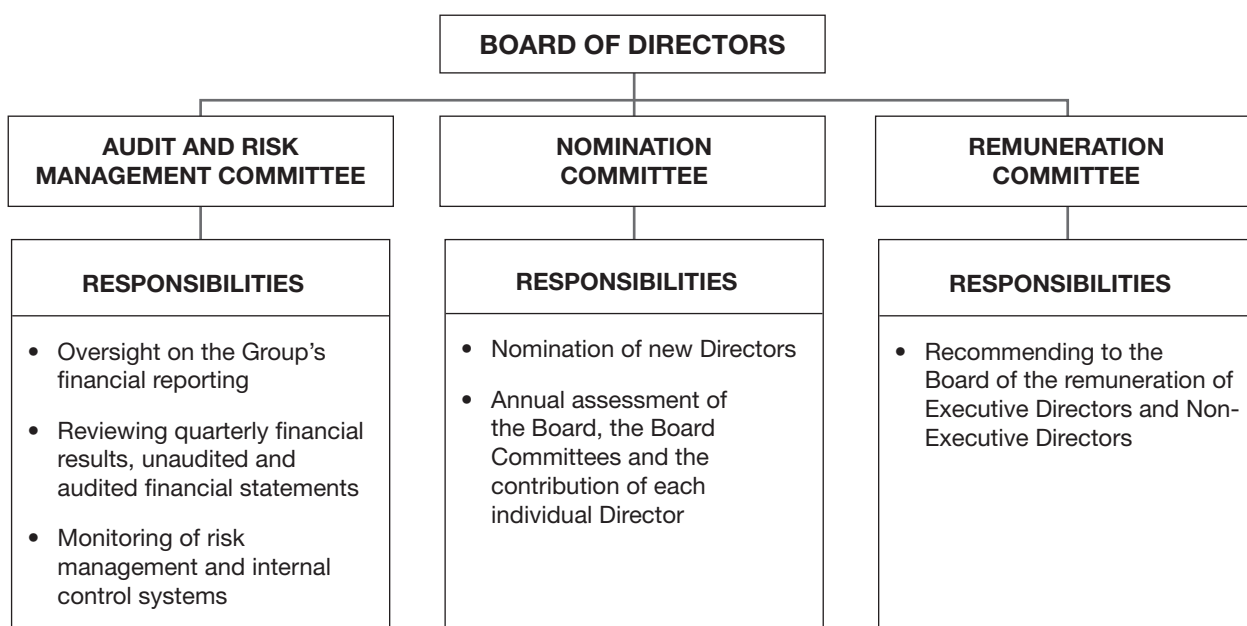 BOARD OF DIRECTORS
AUDIT AND RISK
MANAGEMENT COMMITTEE
RESPONSIBILITIES
• Oversight on the Group’s
financial reporting
• Reviewing quarterly financial
results, unaudited and
audited financial statements
• Monitoring of risk
management and internal
control systems
NOMINATION
COMMITTEE
RESPONSIBILITIES
• Nomination of new Directors
• Annual assessment of
the Board, the Board
Committees and the
contribution of each
individual Director
REMUNERATION
COMMITTEE
RESPONSIBILITIES
• Recommending to the
Board of the remuneration of
Executive Directors and Non-
Executive Directors